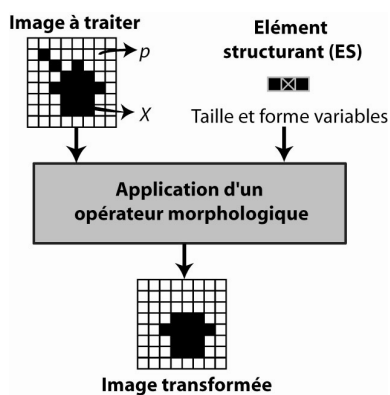 Image à traiter
p
X
Elément
structurant (ES)
Taille et forme variables
Application d'un
opérateur morphologique
Image transformée